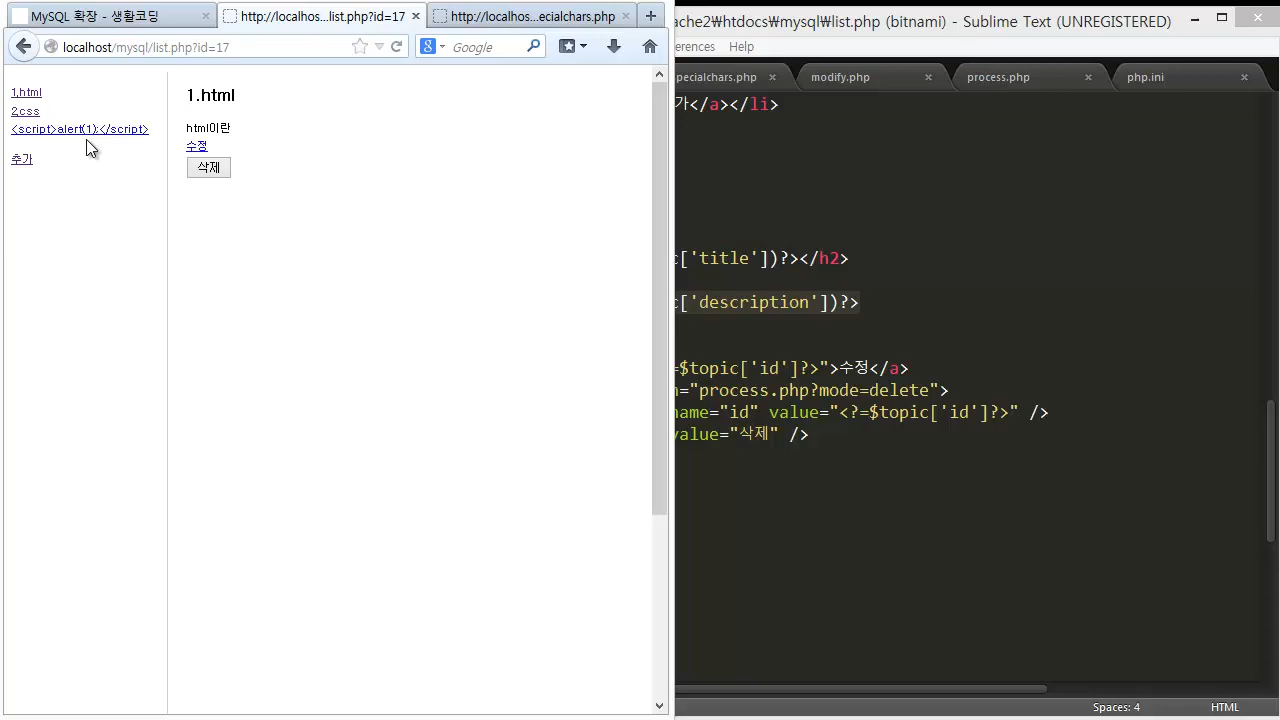 MySQL 확장 - 생활코딩
http://localhos...list.php?id=17
http://localhos...ecialchars.php
localhost/mysql/list.php?id=17
Google
1.html
2.css
<script>alert(1);</script>
추가
1.html
html이란
수정
삭제
ache2₩htdocs₩mysql₩list.php (bitnami) - Sublime Text (UNREGISTERED)
erences Help
pecialchars.php
modify.php
process.php
php.ini
가</a></li>
['title'])?></h2>
['description'])?>
=$topic['id']?>">수정</a>
="process.php?mode=delete">
name="id" value="<?=$topic['id']?>" />
value="삭제" />
Spaces: 4
HTML